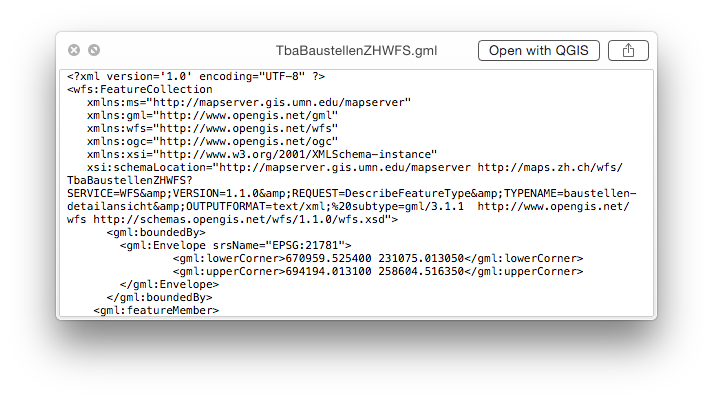 TbaBaustellenZHWFS.gml
Open with QGIS
<?xml version='1.0' encoding="UTF-8" ?>
<wfs:FeatureCollection
   xmlns:ms="http://mapserver.gis.umn.edu/mapserver"
   xmlns:gml="http://www.opengis.net/gml"
   xmlns:wfs="http://www.opengis.net/wfs"
   xmlns:ogc="http://www.opengis.net/ogc"
   xmlns:xsi="http://www.w3.org/2001/XMLSchema-instance"
   xsi:schemaLocation="http://mapserver.gis.umn.edu/mapserver http://maps.zh.ch/wfs/
TbaBaustellenZHWFS?
SERVICE=WFS&amp;VERSION=1.1.0&amp;REQUEST=DescribeFeatureType&amp;TYPENAME=baustellen-
detailansicht&amp;OUTPUTFORMAT=text/xml;%20subtype=gml/3.1.1  http://www.opengis.net/
wfs http://schemas.opengis.net/wfs/1.1.0/wfs.xsd">
      <gml:boundedBy>
        <gml:Envelope srsName="EPSG:21781">
                <gml:lowerCorner>670959.525400 231075.013050</gml:lowerCorner>
                <gml:upperCorner>694194.013100 258604.516350</gml:upperCorner>
        </gml:Envelope>
      </gml:boundedBy>
    <gml:featureMember>